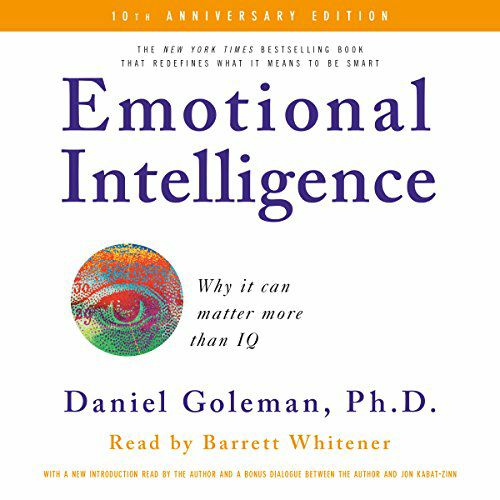 10TH ANNIVERSARY EDITION
THE NEW YORK TIMES BESTSELLING BOOK
THAT REDEFINES WHAT IT MEANS TO BE SMART
Emotional
Intelligence
Why it can
matter more
than IQ
Daniel Goleman, Ph.D.
Read by Barrett Whitener
WITH A NEW INTRODUCTION READ BY THE AUTHOR AND A BONUS DIALOGUE BETWEEN THE AUTHOR AND JON KABAT-ZINN